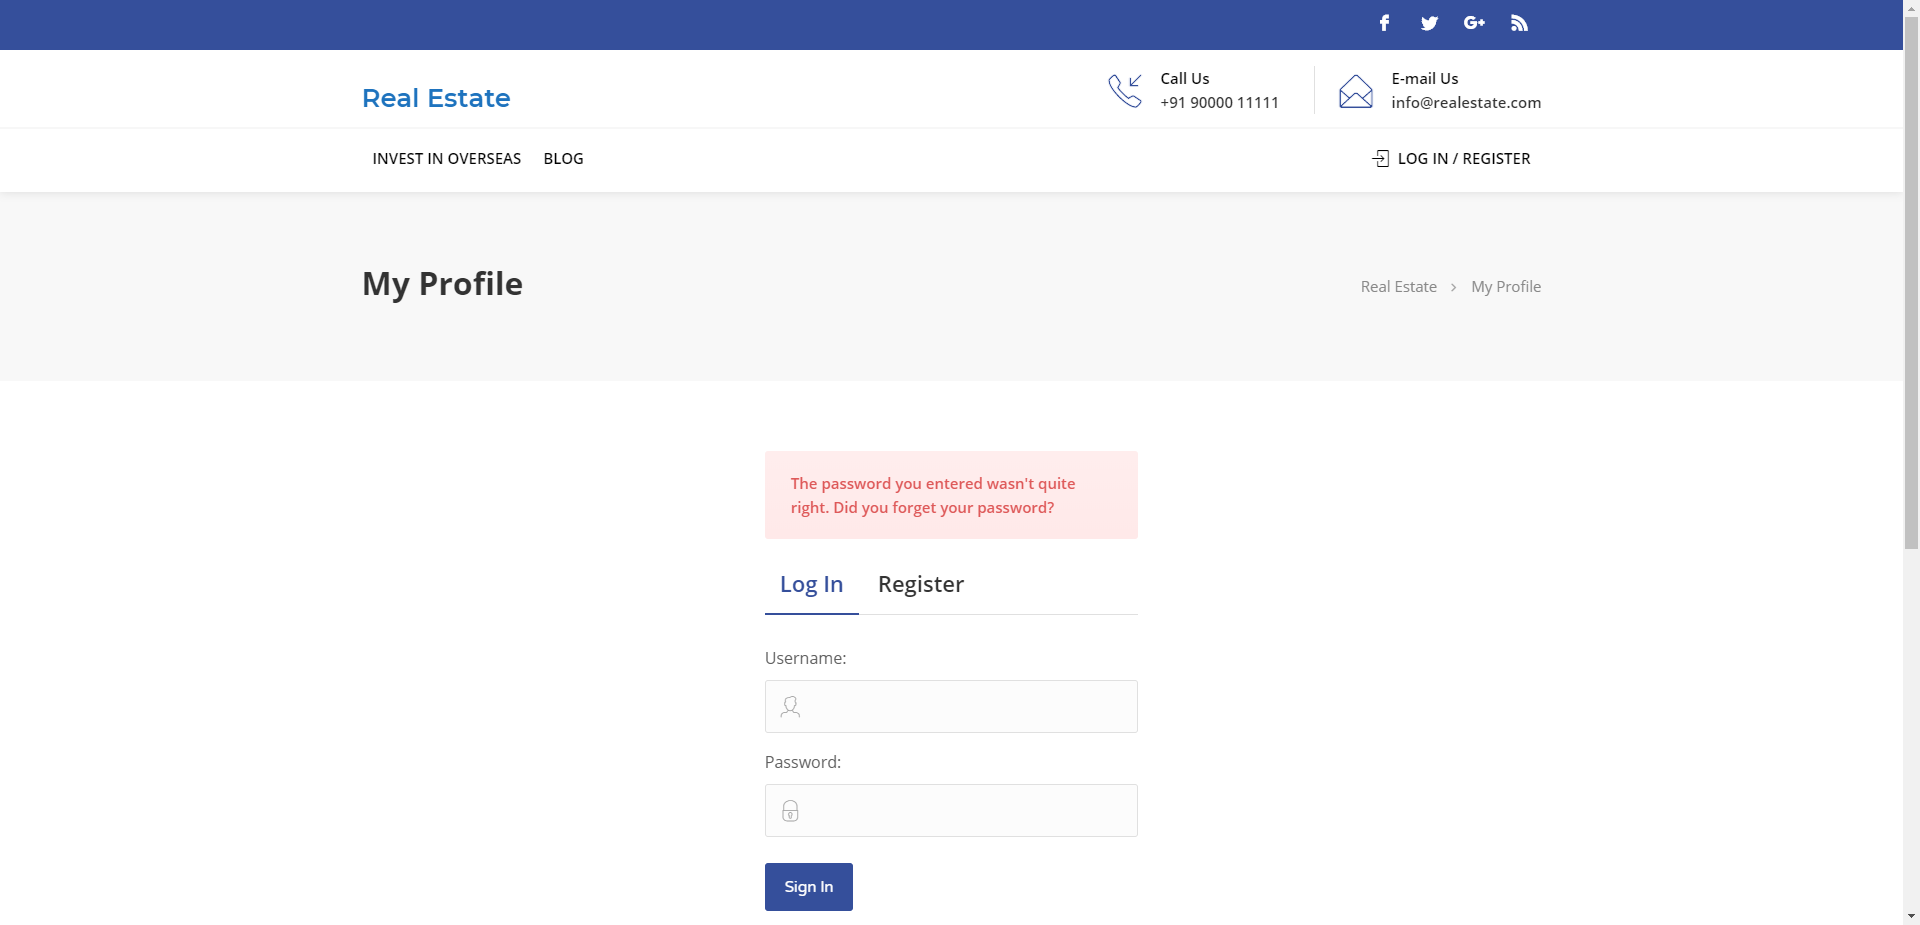 Real Estate
Call Us
+91 90000 11111
E-mail Us
info@realestate.com
INVEST IN OVERSEAS
BLOG
LOG IN / REGISTER
My Profile
Real Estate
My Profile
The password you entered wasn't quite
right. Did you forget your password?
Log In
Register
Username:
Password:
Sign In